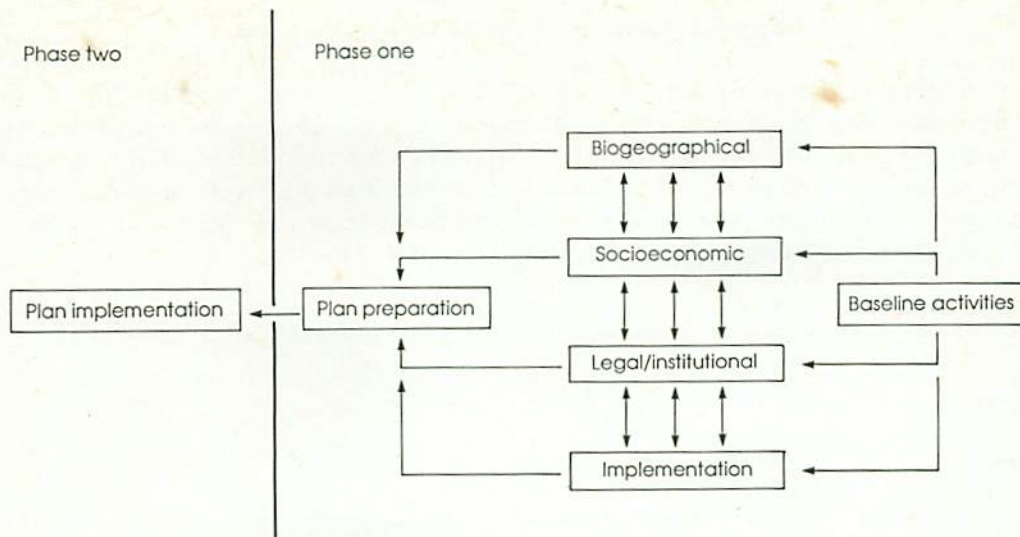 Phase two
Phase one
Biogeographical
Socioeconomic
Plan implementation
Plan preparation
Baseline activities
Legal/institutional
Implementation